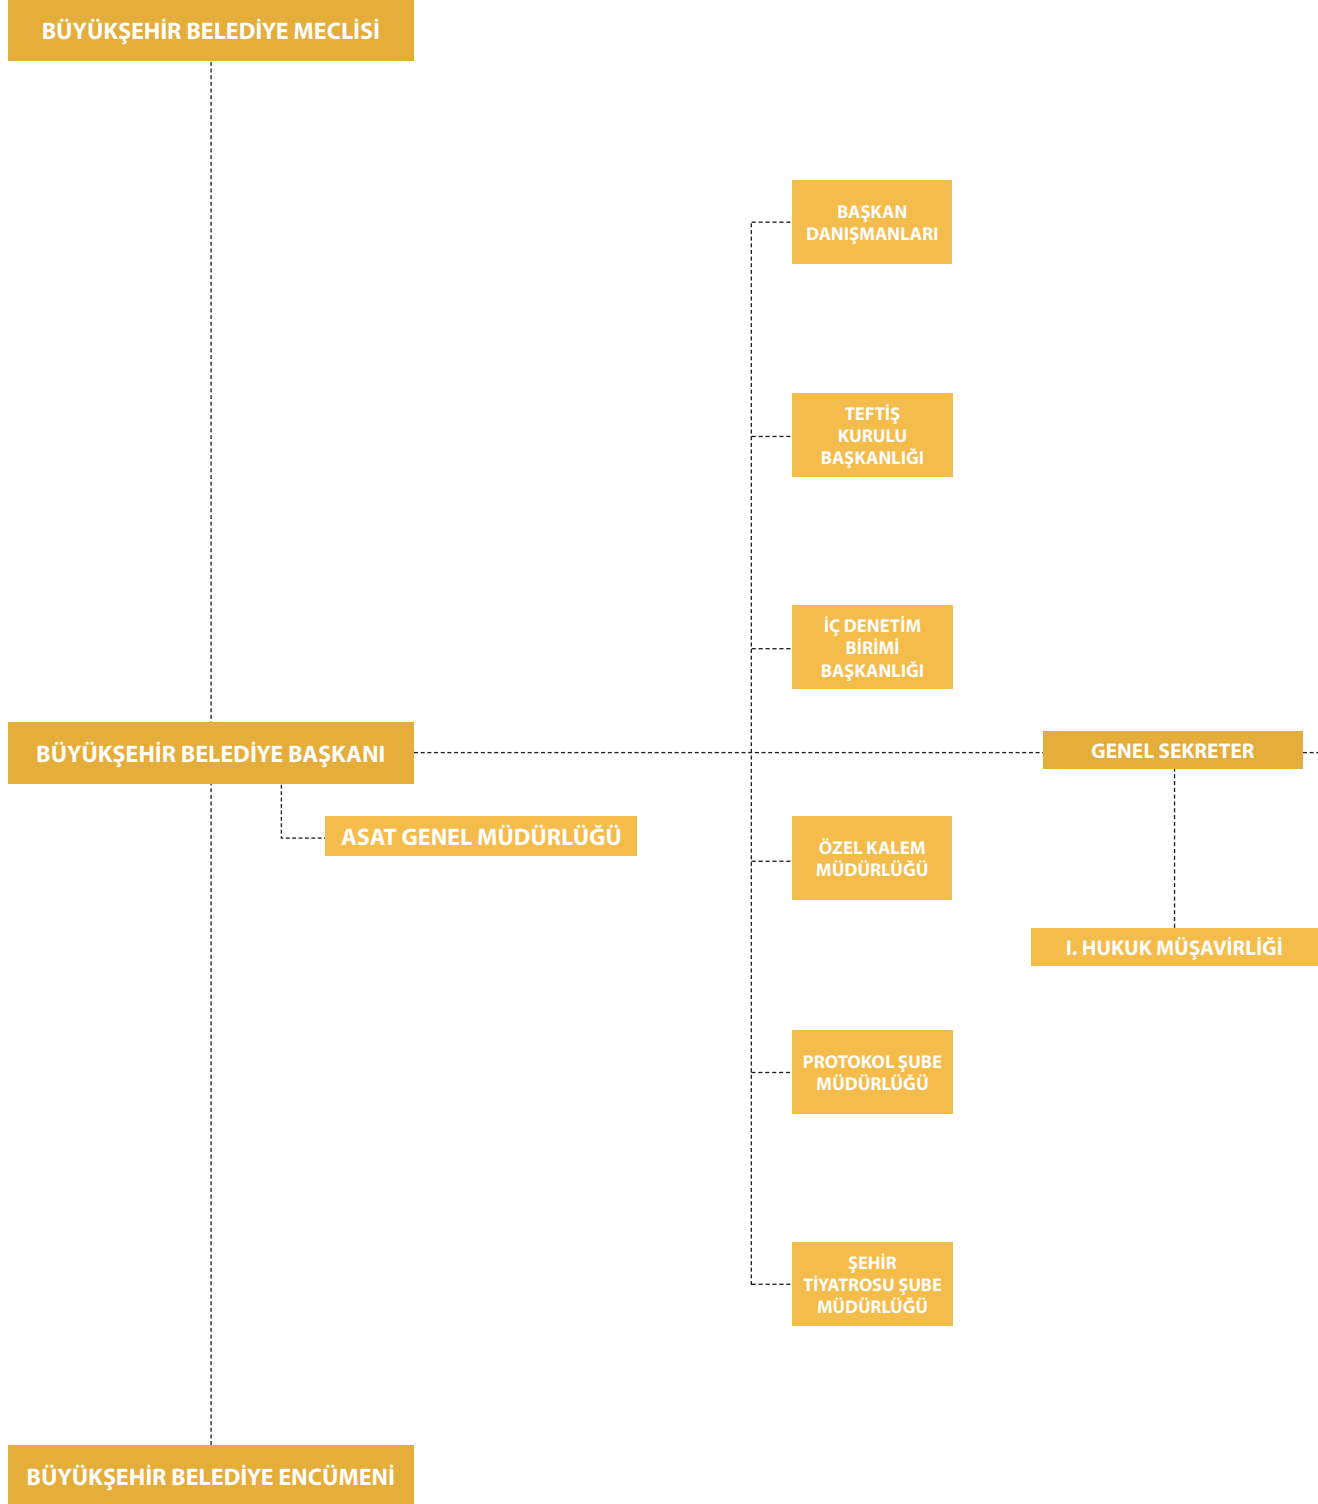 BÜYÜKŞEHİR BELEDİYE MECLİSİ
BAŞKAN
DANIŞMANLARI
TEFTİŞ
KURULU
BAŞKANLIĞI
İÇ DENETİM
BİRİMİ
BAŞKANLIĞI
BÜYÜKŞEHİR BELEDİYE BAŞKANI
GENEL SEKRETER
ASAT GENEL MÜDÜRLÜĞÜ
ÖZEL KALEM
MÜDÜRLÜĞÜ
I. HUKUK MÜŞAVİRLİĞİ
PROTOKOL ŞUBE
MÜDÜRLÜĞÜ
ŞEHİR
TİYATROSU ŞUBE
MÜDÜRLÜĞÜ
BÜYÜKŞEHİR BELEDİYE ENCÜMENİ